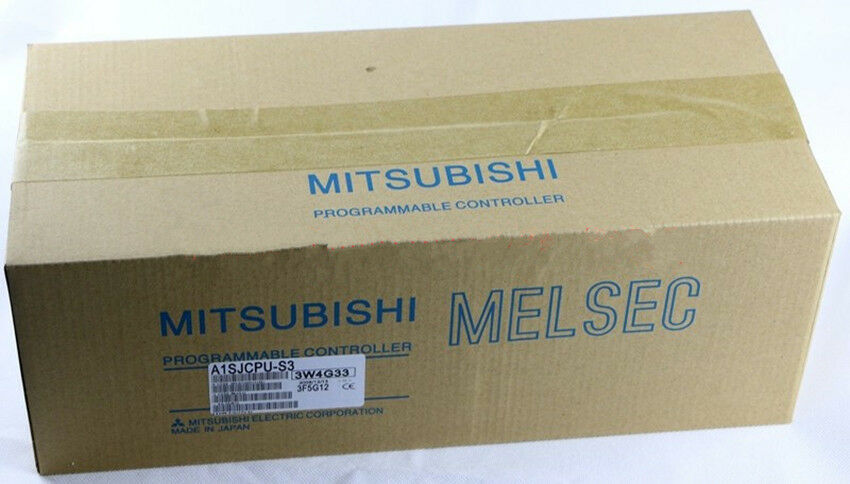 MITSUBISHI
PROGRAMMABLE CONTROLLER
MITSUBISHI MELSEC
PROGRAMMABLE CONTROLLER
A1SJCPU-S3
3W4G33
3F5G12 CE
MITSUBISHI ELECTRIC CORPORATION
MADE IN JAPAN